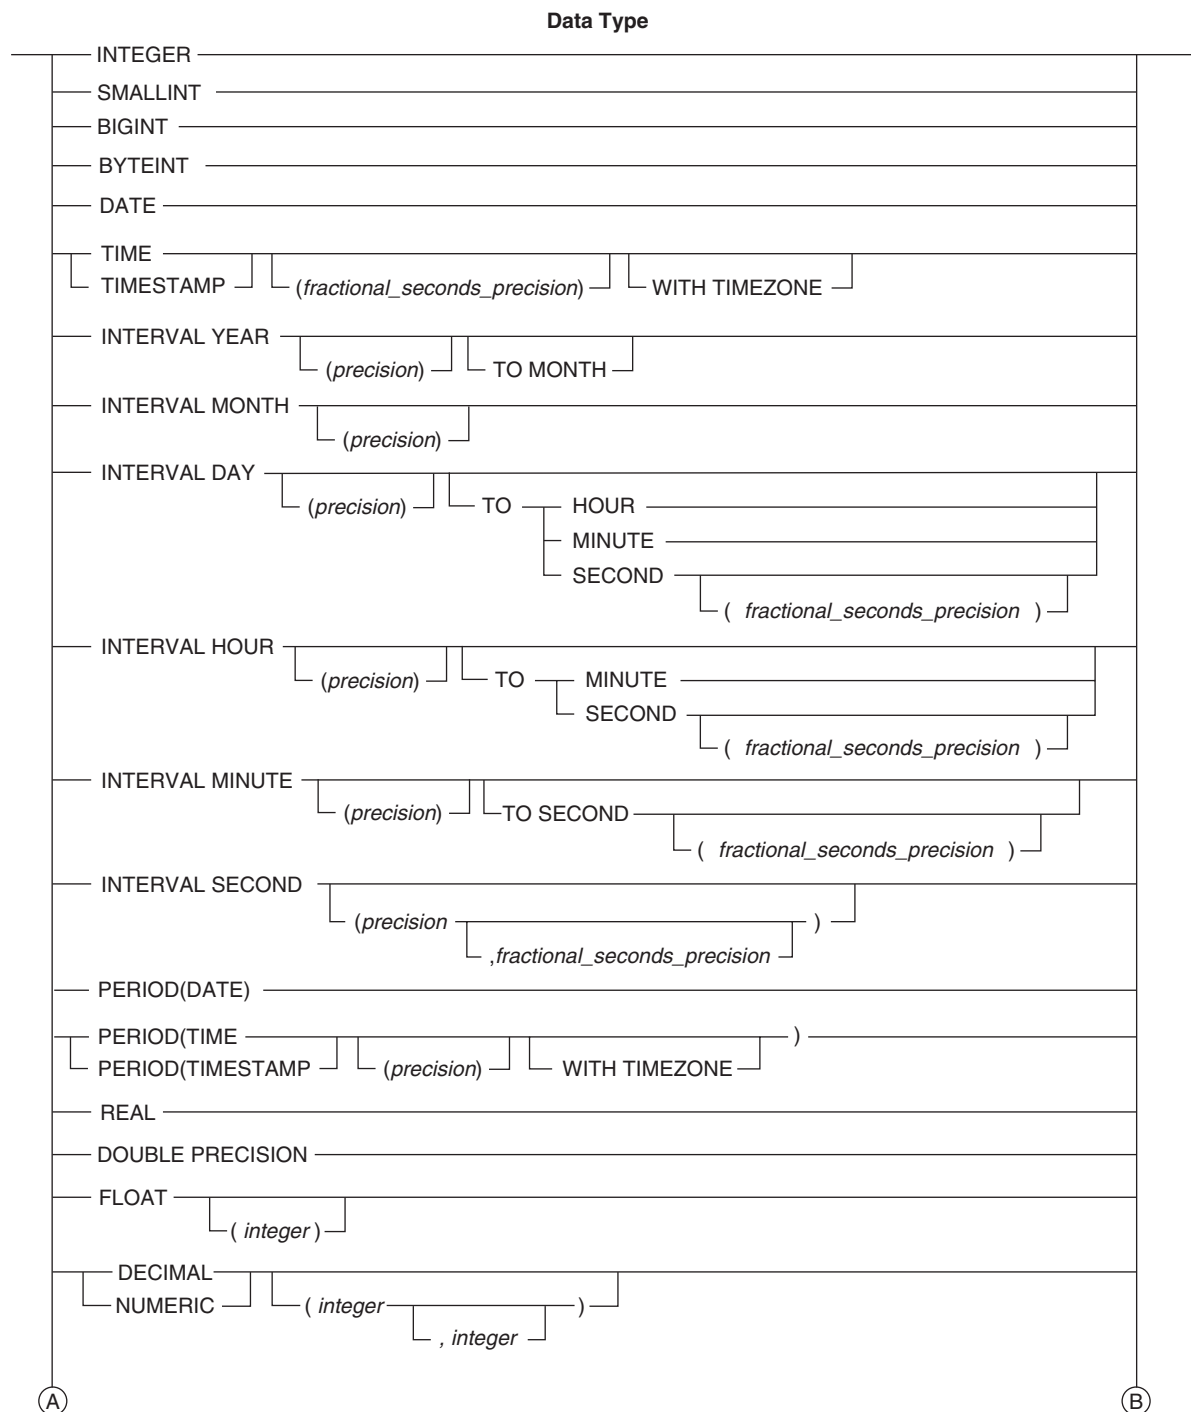 Data Type
INTEGER
SMALLINT
BIGINT
BYTEINT
DATE
TIME
TIMESTAMP (fractional_seconds_precision) WITH TIMEZONE
INTERVAL YEAR
(precision) TO MONTH
INTERVAL MONTH
(precision)
INTERVAL DAY
(precision) TO HOUR
MINUTE
SECOND
( fractional_seconds_precision )
INTERVAL HOUR
(precision) TO MINUTE
SECOND
( fractional_seconds_precision )
INTERVAL MINUTE
(precision) TO SECOND
( fractional_seconds_precision )
INTERVAL SECOND
(precision )
,fractional_seconds_precision
PERIOD(DATE)
PERIOD(TIME )
PERIOD(TIMESTAMP (precision) WITH TIMEZONE
REAL
DOUBLE PRECISION
FLOAT
( integer )
DECIMAL
NUMERIC ( integer )
, integer
A B